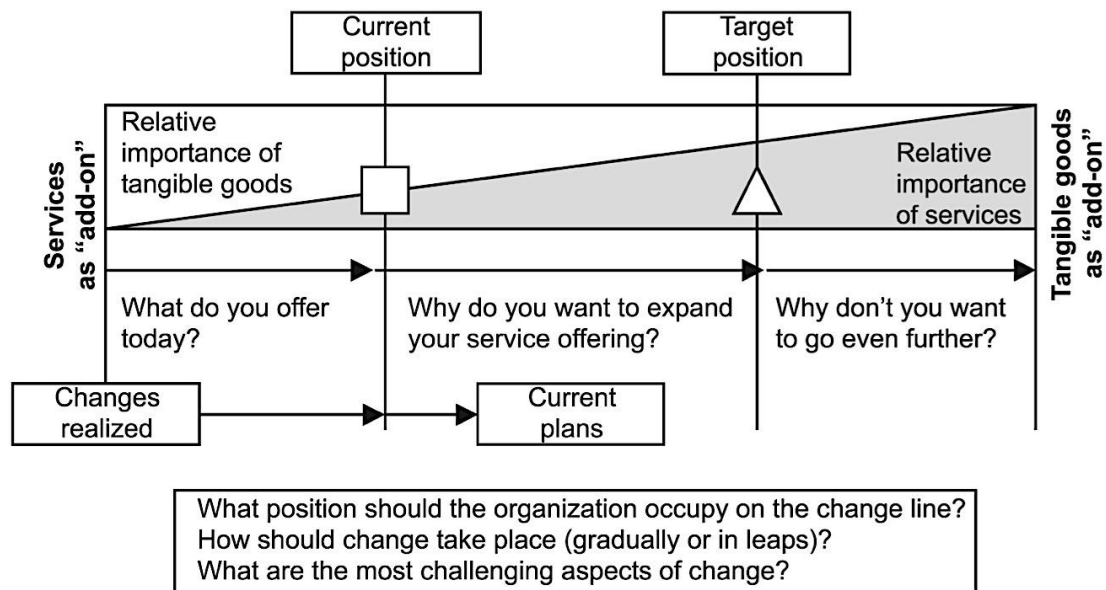 Current
position
Target
position
Services
as “add-on”
Relative
importance of
tangible goods
Relative
importance
of services
Tangible goods
as “add-on”
What do you offer
today?
Why do you want to expand
your service offering?
Why don’t you want
to go even further?
Changes
realized
Current
plans
What position should the organization occupy on the change line?
How should change take place (gradually or in leaps)?
What are the most challenging aspects of change?